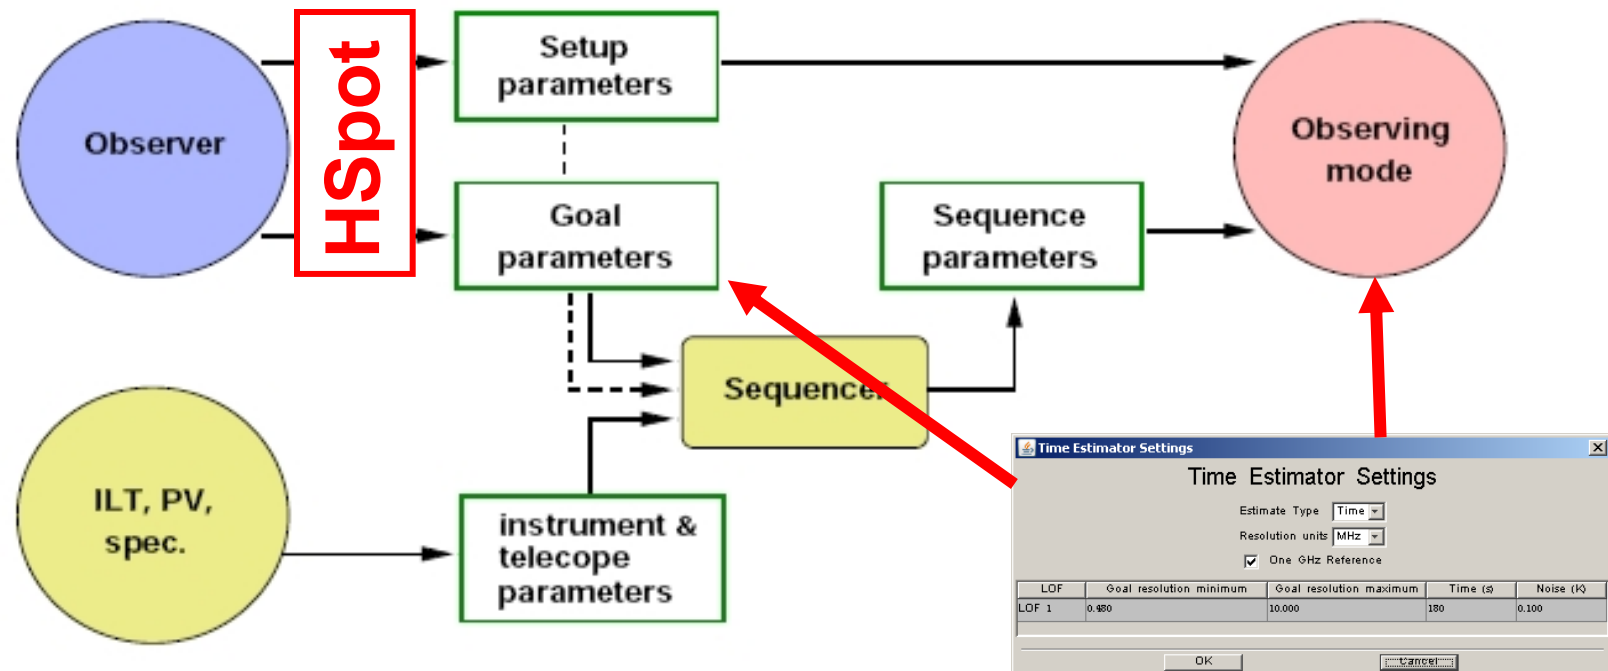 Observer
HSpot
Setup
parameters
Goal
parameters
Sequence
parameters
Observing
mode
Sequencer
ILT, PV,
spec.
instrument &
telecope
parameters
Time Estimator Settings
Time Estimator Settings
Estimate Type Time
Resolution units MHz
One GHz Reference
LOF Goal resolution minimum Goal resolution maximum Time (s) Noise (K)
LOF 1 0.480 10.000 180 0.100
OK Cancel